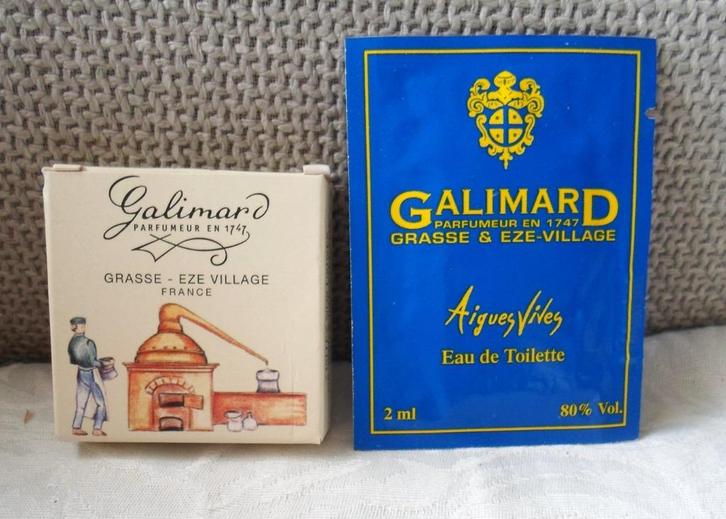 Galimard
PARFUMEUR EN 1747
GRASSE - EZE VILLAGE
FRANCE
GALIMARD
PARFUMEUR EN 1747
GRASSE & EZE-VILLAGE
Aigues Vives
Eau de Toilette
2 ml
80% Vol.